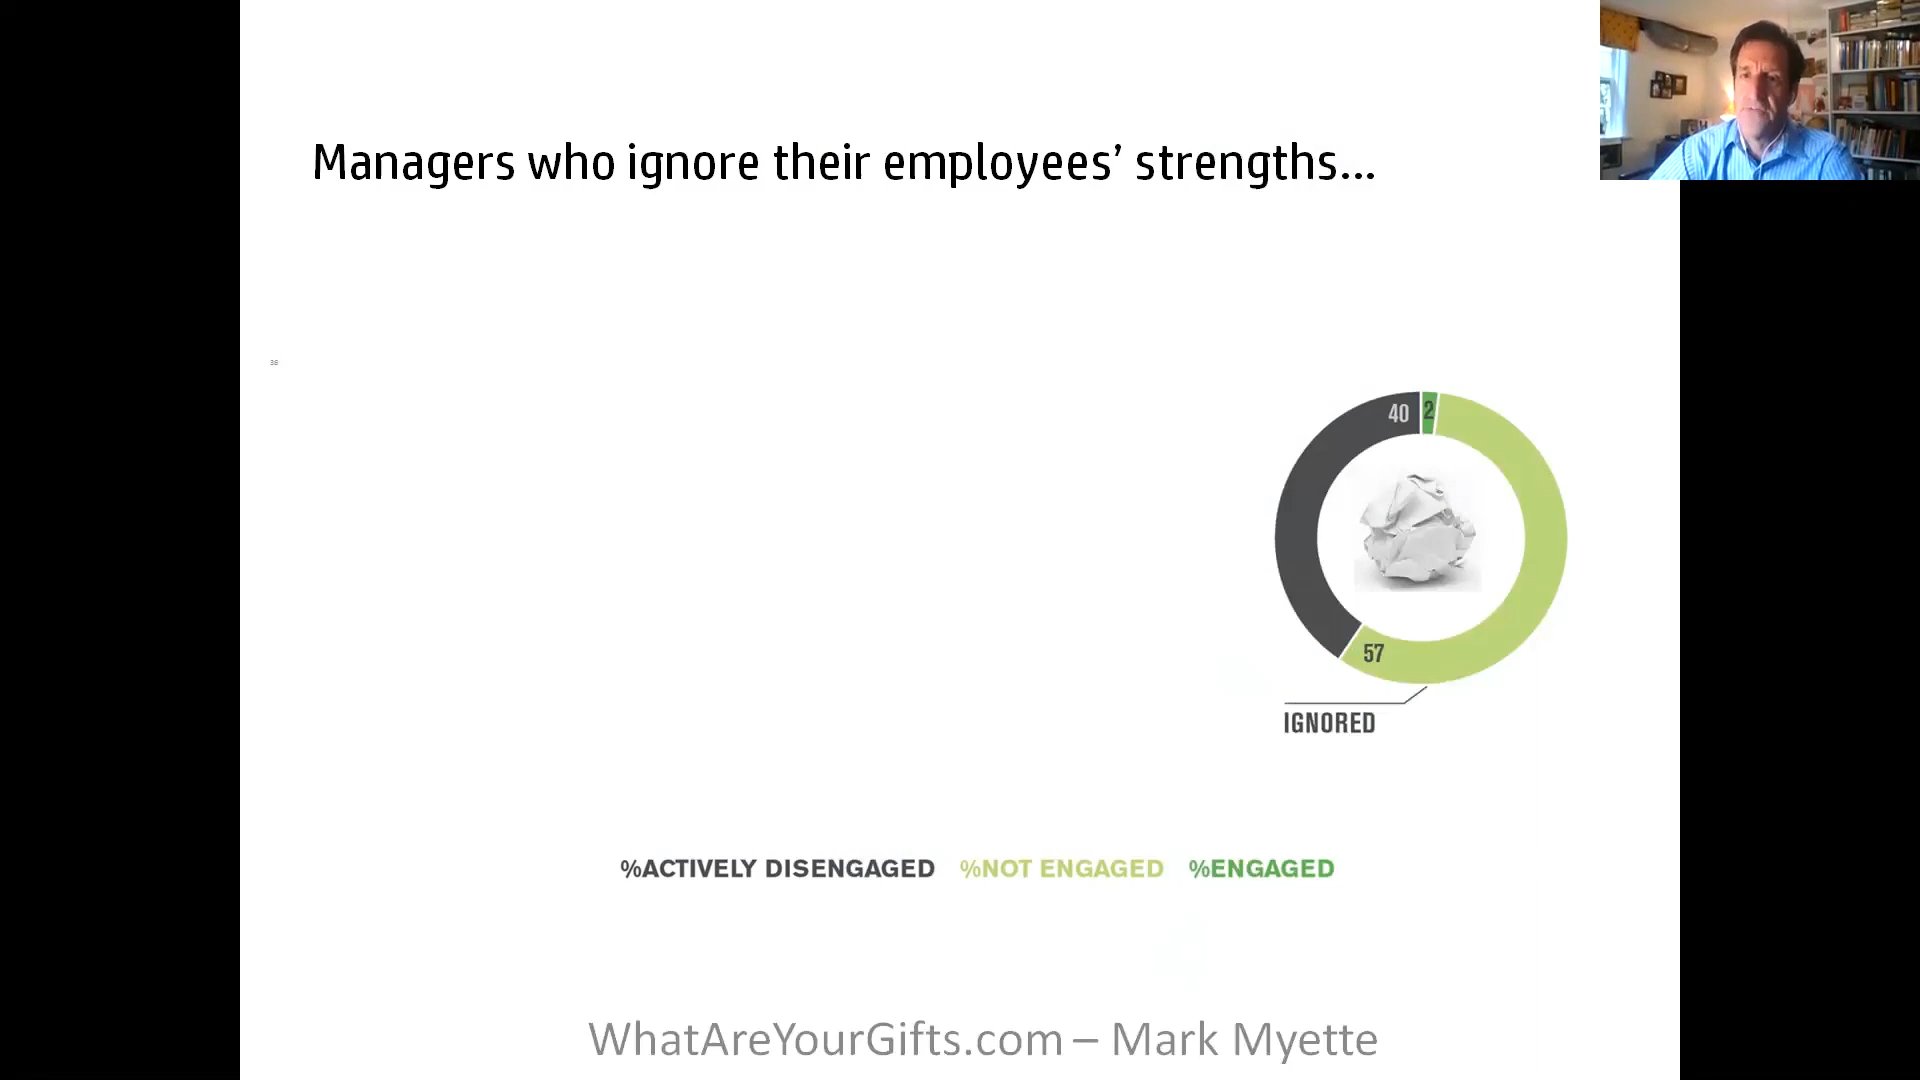 Managers who ignore their employees’ strengths...
36
40
2
57
IGNORED
%ACTIVELY DISENGAGED %NOT ENGAGED %ENGAGED
WhatAreYourGifts.com – Mark Myette